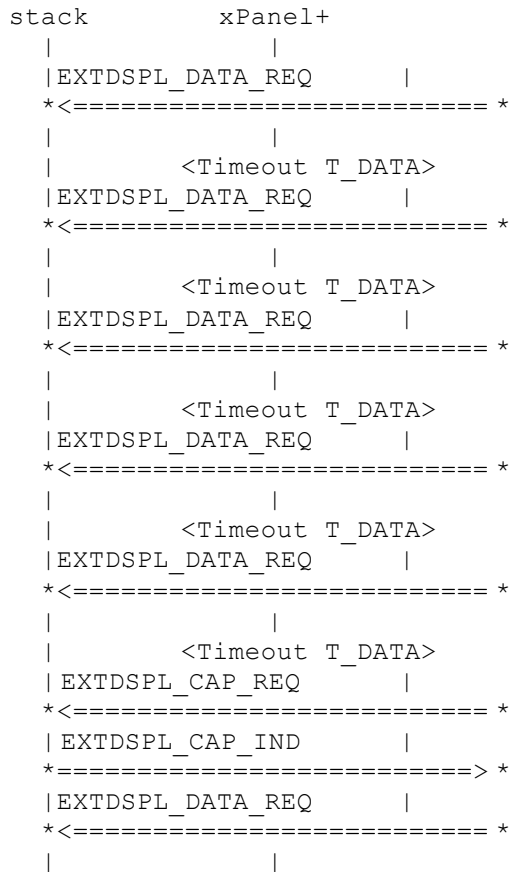 stack xPanel+
| |
|EXTDSPL_DATA_REQ |
*<========================== *
| |
| <Timeout T_DATA>
|EXTDSPL_DATA_REQ |
*<========================== *
| |
| <Timeout T_DATA>
|EXTDSPL_DATA_REQ |
*<========================== *
| |
| <Timeout T_DATA>
|EXTDSPL_DATA_REQ |
*<========================== *
| |
| <Timeout T_DATA>
|EXTDSPL_DATA_REQ |
*<========================== *
| |
| <Timeout T_DATA>
|EXTDSPL_CAP_REQ |
*<========================== *
|EXTDSPL_CAP_IND |
*==========================> *
|EXTDSPL_DATA_REQ |
*<========================== *
| |